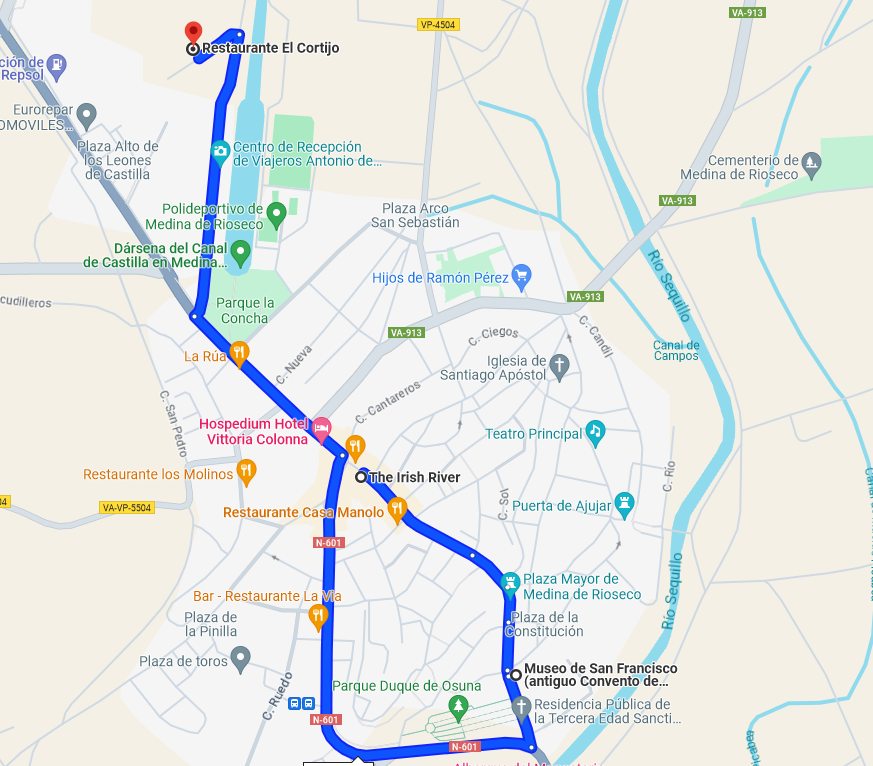 VA-913
VP-4504
Restaurante El Cortijo
ción de
Repsol
Eurorepar
OMOVILES...
Plaza Alto de
los Leones
de Castilla
Centro de Recepción
de Viajeros Antonio de...
Cementerio de
Medina de Rioseco
VA-913
Polideportivo de
Medina de Rioseco
Plaza Arco
San Sebastián
Dársena del Canal
de Castilla en Medina...
Río Sequillo
Hijos de Ramón Pérez
cudilleros
Parque la
Concha
VA-913
VA-913
C. Ciegos
C. Candil
Canal de
Campos
La Rúa
C. Nueva
Iglesia de
Santiago Apóstol
C. San Pedro
C. Cantareros
Hospedium Hotel
Vittoria Colonna
Teatro Principal
C. Río
Restaurante los Molinos
The Irish River
04
VA-VP-5504
Restaurante Casa Manolo
C. Sol
Puerta de Ajujar
N-601
Plaza Mayor de
Medina de Rioseco
Río Sequillo
Bar - Restaurante La Via
Plaza de
la Pinilla
Plaza de la
Constitución
Plaza de toros
Museo de San Francisco
(antiguo Convento de...
C. Ruedo
Parque Duque de Osuna
Residencia Pública de
la Tercera Edad Sancti...
N-601
N-601